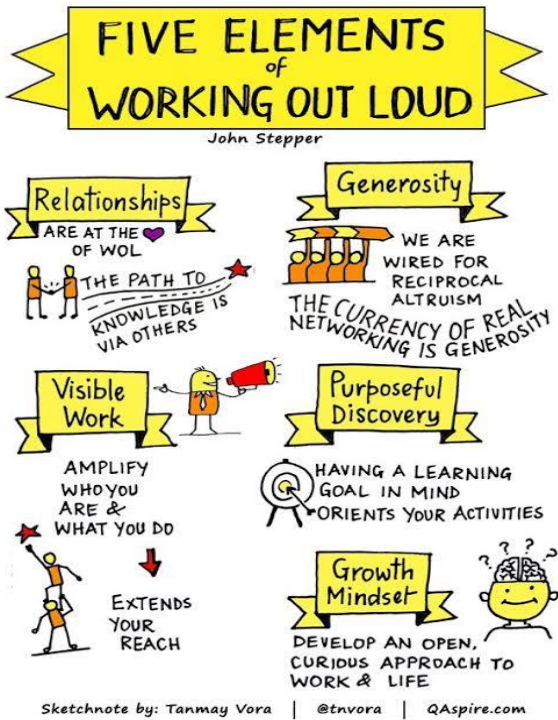 FIVE ELEMENTS
of
WORKING OUT LOUD
John Stepper
Relationships
ARE AT THE
OF WOL
THE PATH TO
KNOWLEDGE IS
VIA OTHERS
Generosity
WE ARE
WIRED FOR
RECIPROCAL
ALTRUISM
THE CURRENCY OF REAL
NETWORKING IS GENEROSITY
Visible
Work
AMPLIFY
WHO YOU
ARE &
WHAT YOU DO
EXTENDS
YOUR
REACH
Purposeful
Discovery
HAVING A LEARNING
GOAL IN MIND
ORIENTS YOUR ACTIVITIES
Growth
Mindset
? ? ? ?
DEVELOP AN OPEN,
CURIOUS APPROACH TO
WORK & LIFE
Sketchnote by: Tanmay Vora | @tnvora | QAspire.com